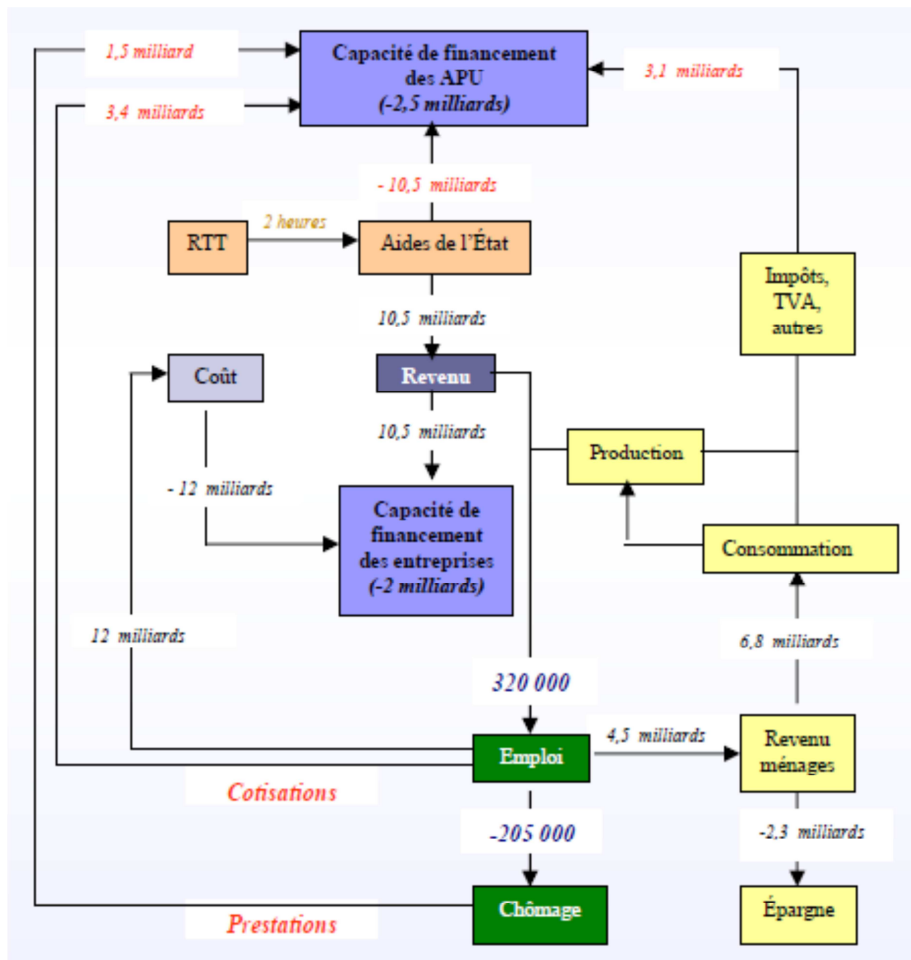 1,5 milliard
Capacité de financement
des APU
(-2,5 milliards)
3,1 milliards
3,4 milliards
- 10,5 milliards
2 heures
RTT
Aides de l'État
Impôts,
TVA,
autres
10,5 milliards
Coût
Revenu
10,5 milliards
Production
- 12 milliards
Capacité de
financement
des entreprises
(-2 milliards)
Consommation
12 milliards
6,8 milliards
320 000
4,5 milliards
Emploi
Revenu
ménages
Cotisations
-205 000
-2,3 milliards
Chômage
Épargne
Prestations